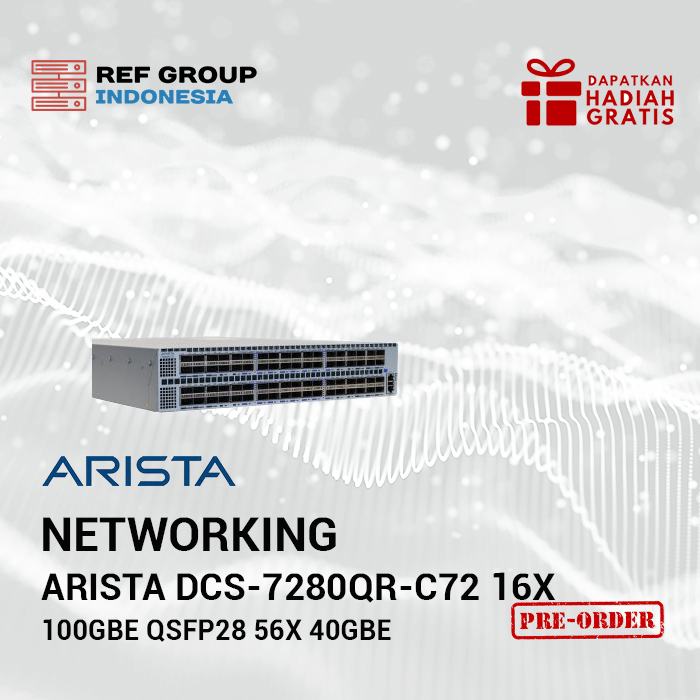 REF GROUP
INDONESIA
DAPATKAN
HADIAH
GRATIS
ARISTA
NETWORKING
ARISTA DCS-7280QR-C72 16X
100GBE QSFP28 56X 40GBE
PRE-ORDER